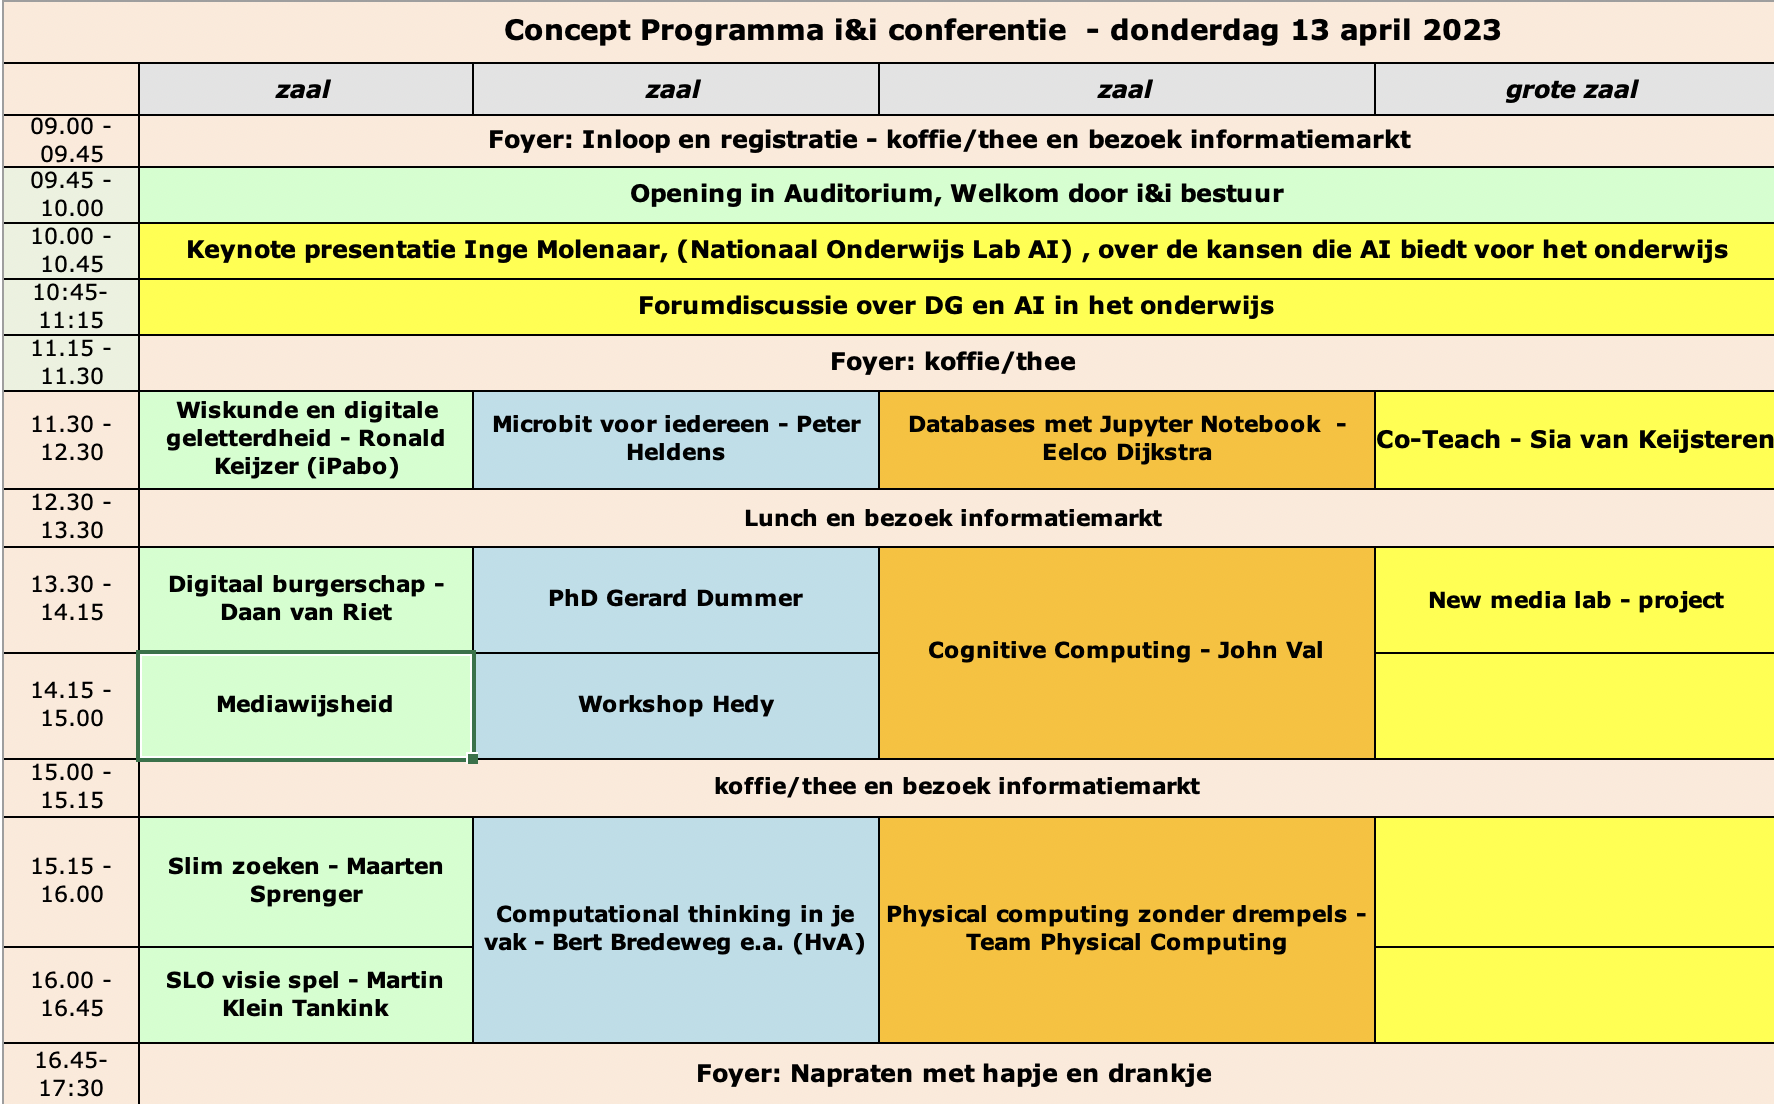 Concept Programma i&i conferentie - donderdag 13 april 2023
zaal
zaal
zaal
grote zaal
09.00 -
09.45
Foyer: Inloop en registratie - koffie/thee en bezoek informatiemarkt
09.45 -
10.00
Opening in Auditorium, Welkom door i&i bestuur
10.00 -
10.45
Keynote presentatie Inge Molenaar, (Nationaal Onderwijs Lab AI) , over de kansen die AI biedt voor het onderwijs
10:45-
11:15
Forumdiscussie over DG en AI in het onderwijs
11.15 -
11.30
Foyer: koffie/thee
11.30 -
12.30
Wiskunde en digitale
geletterdheid - Ronald
Keijzer (iPabo)
Microbit voor iedereen - Peter
Heldens
Databases met Jupyter Notebook -
Eelco Dijkstra
Co-Teach - Sia van Keijsteren
12.30 -
13.30
Lunch en bezoek informatiemarkt
13.30 -
14.15
Digitaal burgerschap -
Daan van Riet
PhD Gerard Dummer
Cognitive Computing - John Val
New media lab - project
14.15 -
15.00
Mediawijsheid
Workshop Hedy
15.00 -
15.15
koffie/thee en bezoek informatiemarkt
15.15 -
16.00
Slim zoeken - Maarten
Sprenger
Computational thinking in je
vak - Bert Bredeweg e.a. (HvA)
Physical computing zonder drempels -
Team Physical Computing
16.00 -
16.45
SLO visie spel - Martin
Klein Tankink
16.45-
17:30
Foyer: Napraten met hapje en drankje